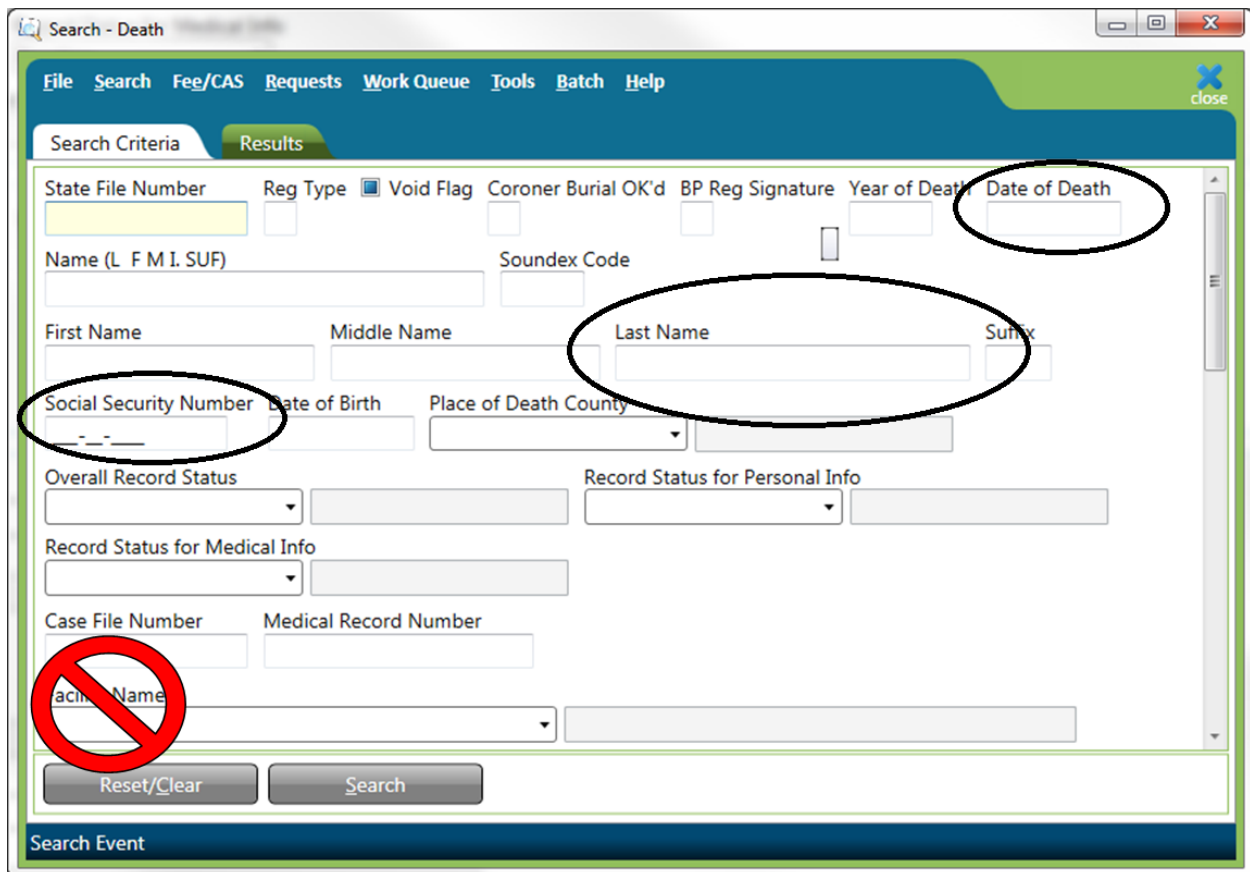 Search - Death
File Search Fee/CAS Requests Work Queue Tools Batch Help
close
Search Criteria Results
State File Number Reg Type Void Flag Coroner Burial OK'd BP Reg Signature Year of Death Date of Death
Name (L F M I. SUF) Soundex Code
First Name Middle Name Last Name Suffix
Social Security Number Date of Birth Place of Death County
___-__-____
Overall Record Status Record Status for Personal Info
Record Status for Medical Info
Case File Number Medical Record Number
Facility Name
Reset/Clear Search
Search Event